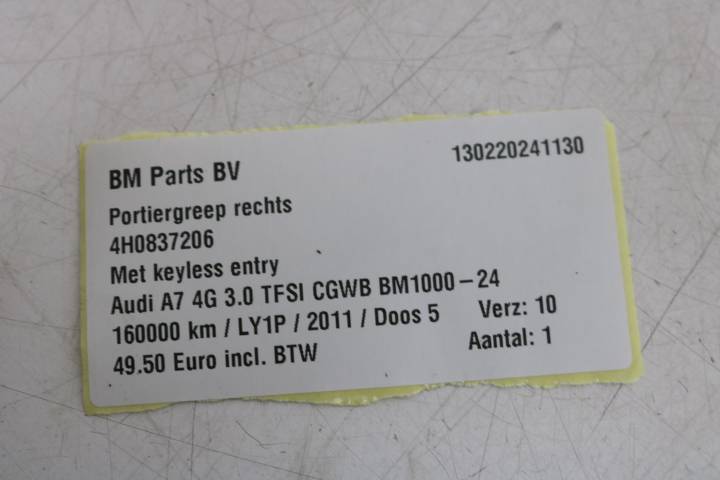 BM Parts BV 130220241130
Portiergreep rechts
4H0837206
Met keyless entry
Audi A7 4G 3.0 TFSI CGWB BM1000-24
160000 km / LY1P / 2011 / Doos 5 Verz: 10
49.50 Euro incl. BTW Aantal: 1